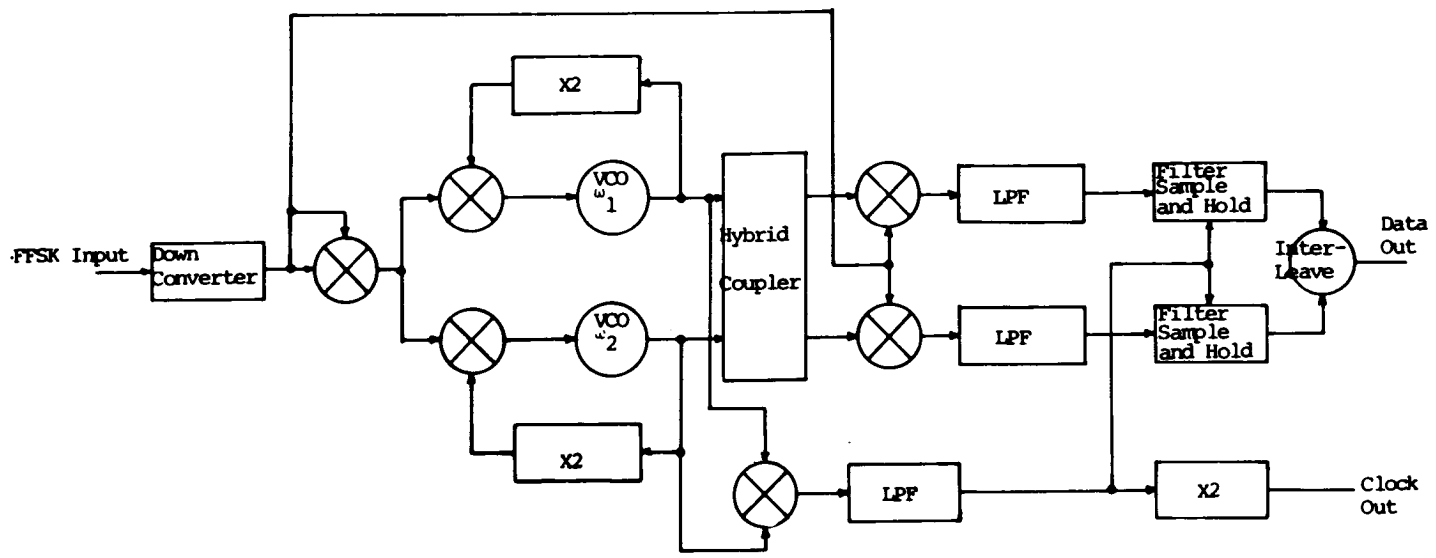 X2
VCO
ω1
FFSK Input
Down
Converter
Hybrid
Coupler
LPF
Filter
Sample
and Hold
Inter-
Leave
Data
Out
VCO
ω2
LPF
Filter
Sample
and Hold
X2
LPF
X2
Clock
Out